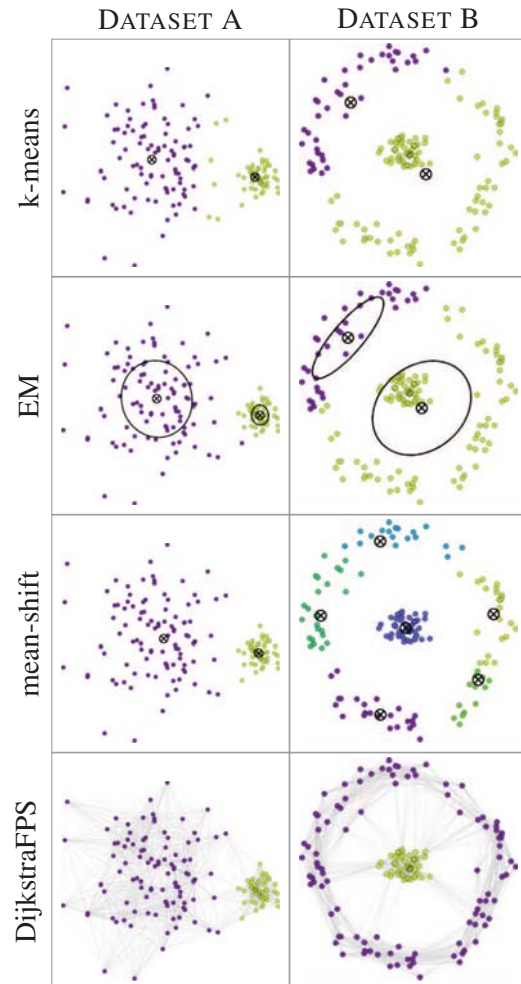 DATASET A
DATASET B
k-means
EM
mean-shift
DijkstraFPS